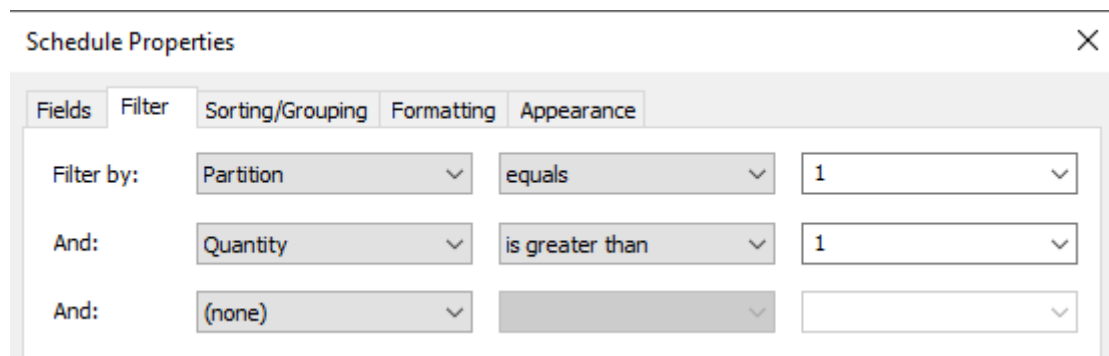 Schedule Properties
Fields Filter Sorting/Grouping Formatting Appearance
Filter by: Partition equals 1
And: Quantity is greater than 1
And: (none)